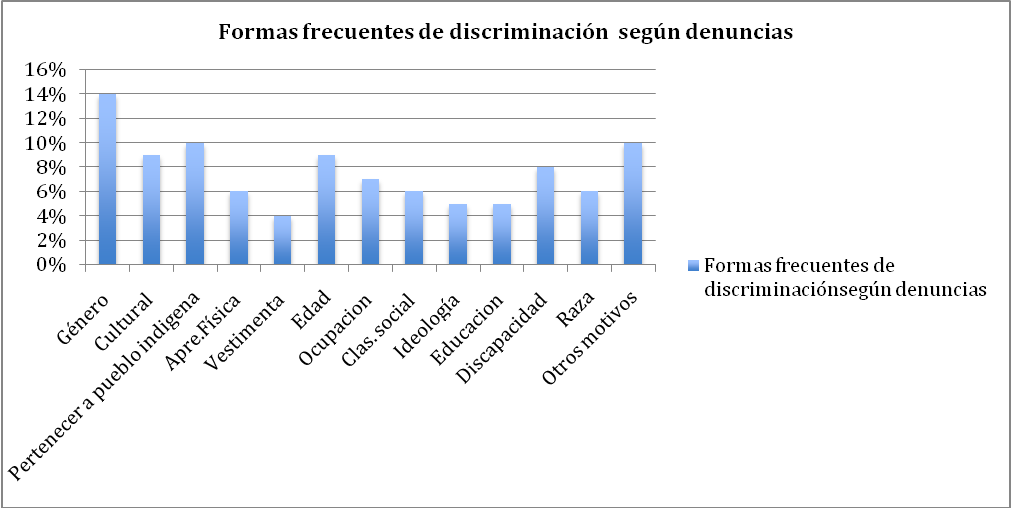 Formas frecuentes de discriminación  según denuncias
16%
14%
12%
10%
8%
6%
4%
2%
0%
Género
Cultural
Pertenecer a pueblo indigena
Apre.Física
Vestimenta
Edad
Ocupacion
Clas. social
Ideología
Educacion
Discapacidad
Raza
Otros motivos
Formas frecuentes de
discriminaciónsegún denuncias